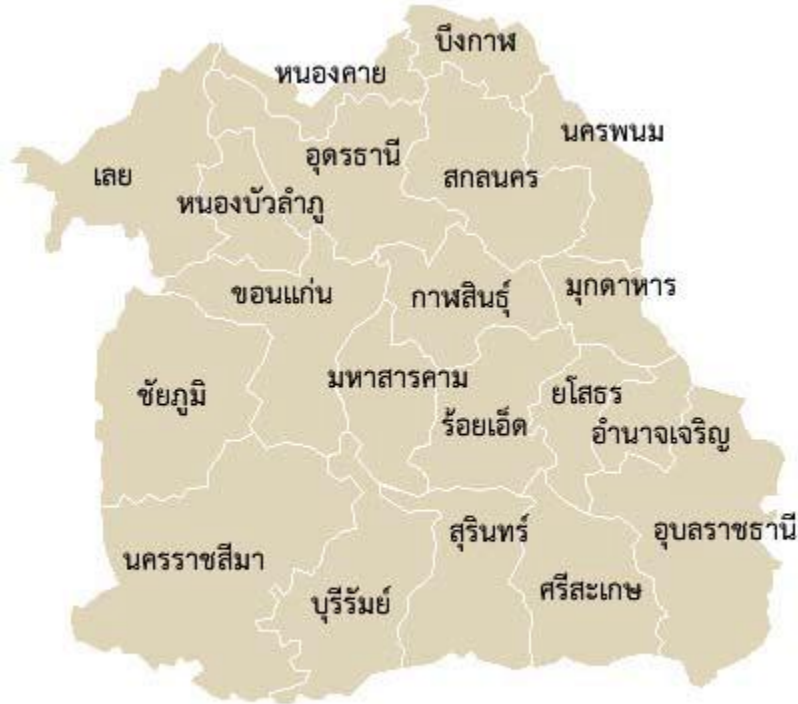 บึงกาฬ
หนองคาย
นครพนม
อุดรธานี
เลย
สกลนคร
หนองบัวลำภู
ขอนแก่น
กาฬสินธุ์
มุกดาหาร
มหาสารคาม
ชัยภูมิ
ยโสธร
ร้อยเอ็ด
อำนาจเจริญ
สุรินทร์
อุบลราชธานี
นครราชสีมา
ศรีสะเกษ
บุรีรัมย์